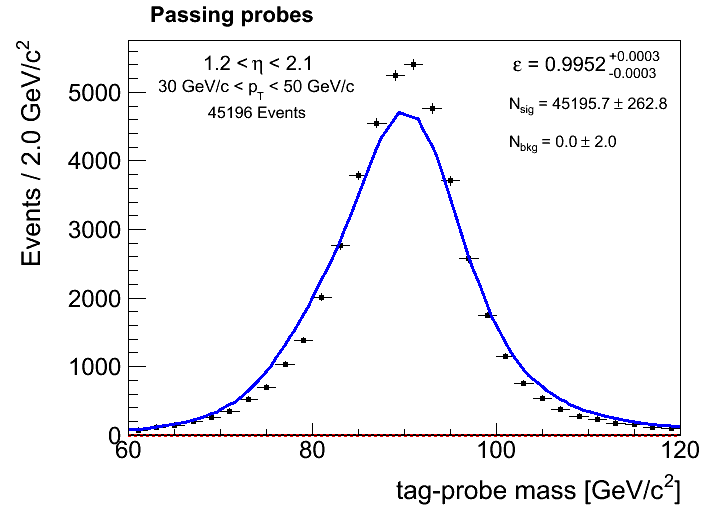 Passing probes
1.2 < η < 2.1
30 GeV/c < p_T < 50 GeV/c
45196 Events
ε = 0.9952 +0.0003 -0.0003
N_sig = 45195.7 ± 262.8
N_bkg = 0.0 ± 2.0
Events / 2.0 GeV/c²
5000
4000
3000
2000
1000
0
60 80 100 120
tag-probe mass [GeV/c²]